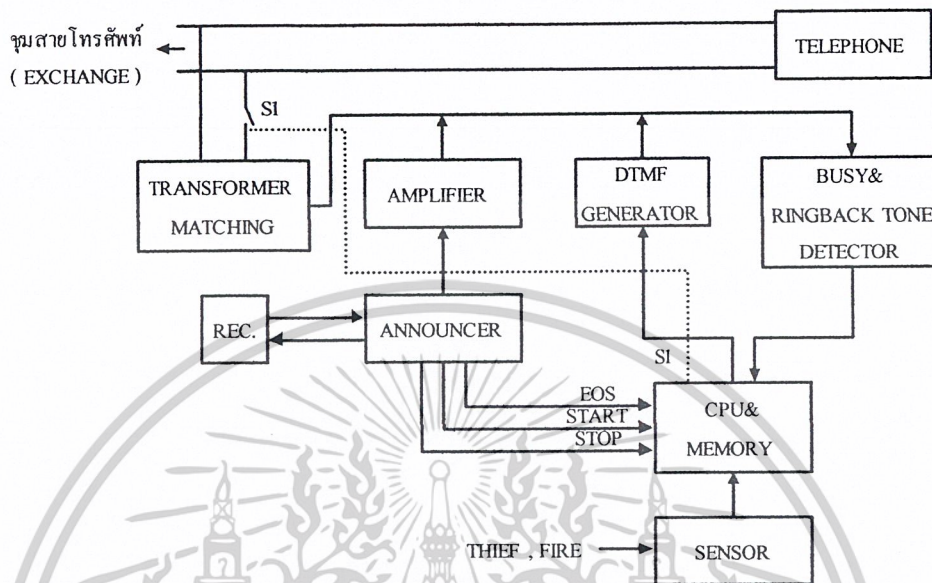 ชุมสายโทรศัพท์
( EXCHANGE )
TELEPHONE
SI
TRANSFORMER
MATCHING
AMPLIFIER
DTMF
GENERATOR
BUSY&
RINGBACK TONE
DETECTOR
REC.
ANNOUNCER
SI
EOS
START
STOP
CPU&
MEMORY
THIEF , FIRE
SENSOR